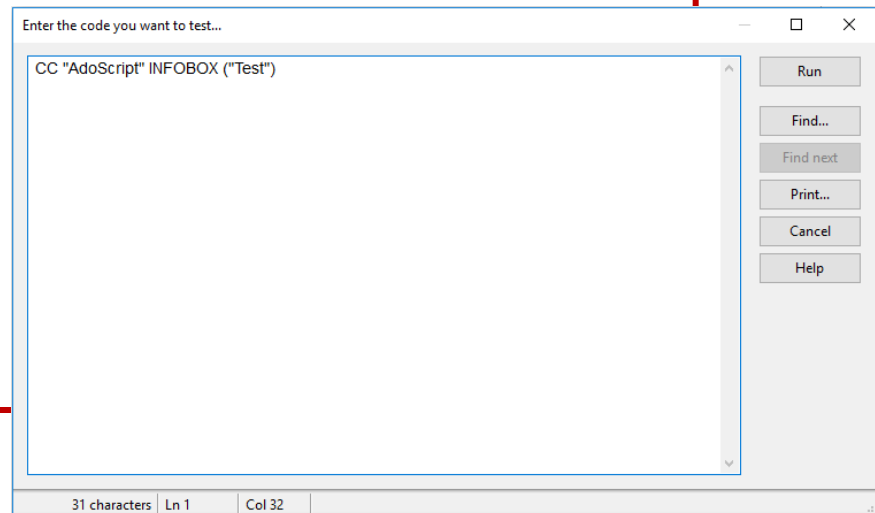 Enter the code you want to test...
CC "AdoScript" INFOBOX ("Test")
Run
Find...
Find next
Print...
Cancel
Help
31 characters Ln 1 Col 32